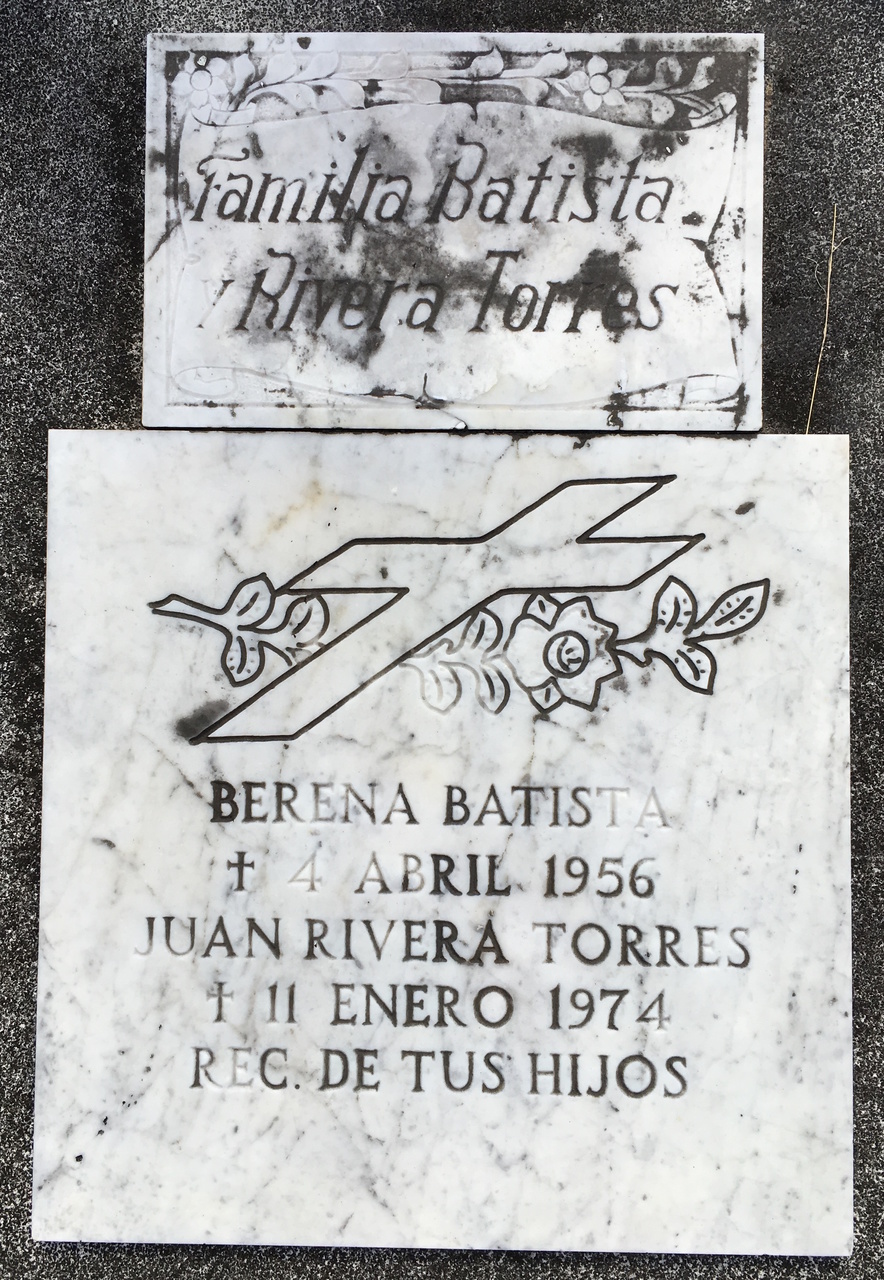 Familia Batista
y Rivera Torres
BERENA BATISTA
† 4 ABRIL 1956
JUAN RIVERA TORRES
† 11 ENERO 1974
REC. DE TUS HIJOS